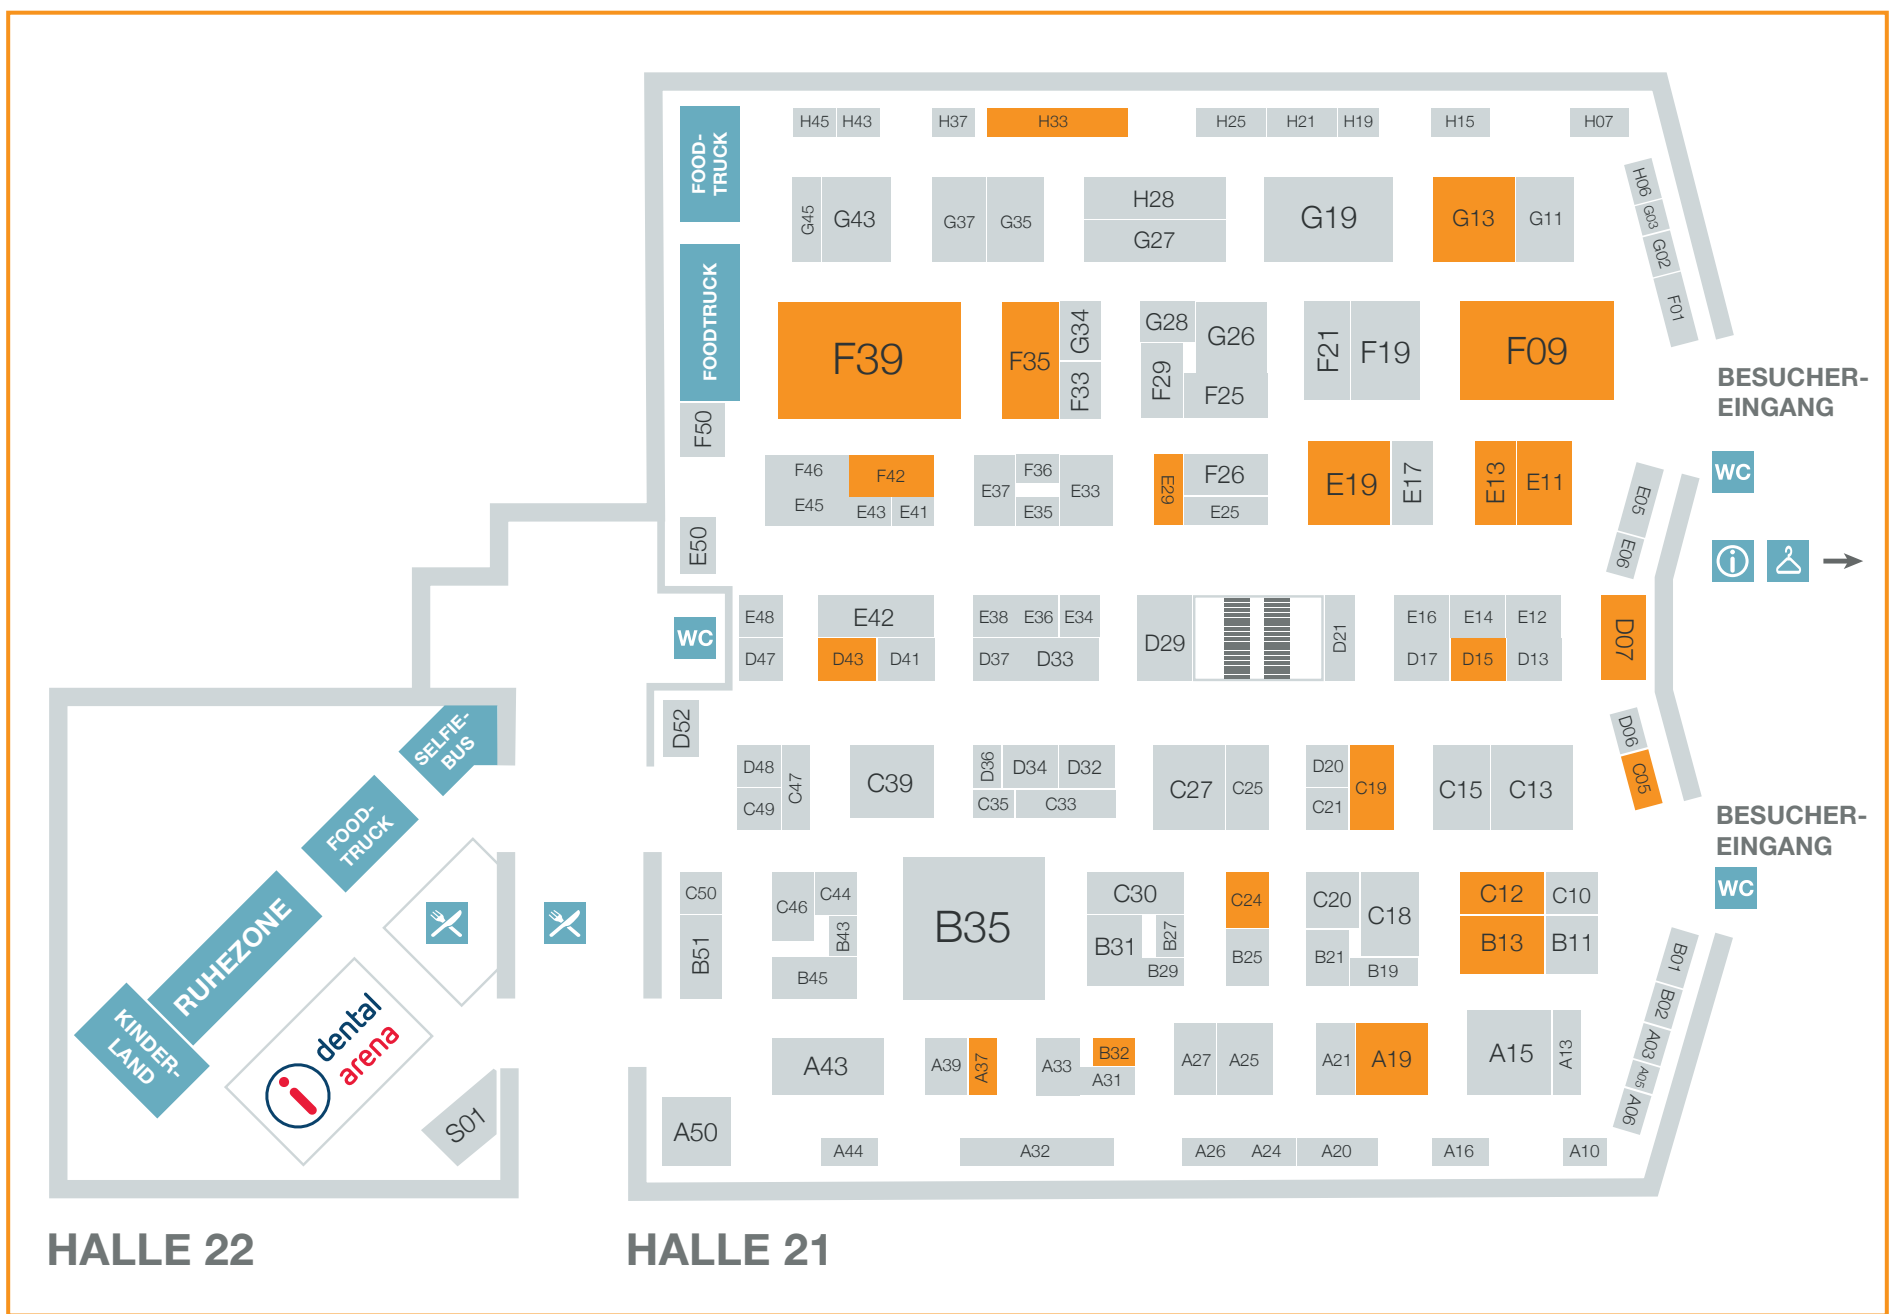 H45 H43 H37 H33 H25 H21 H19 H15 H07
FOOD-
TRUCK
G45 G43 G37 G35 H28 G19 G13 G11
G27
H06
G03
G02
F01
FOODTRUCK
F39 F35 G34 G28 G26 F21 F19 F09
F33 F29 F25
BESUCHER-
EINGANG
F50
F46 F42 F36 F26
E45 E43 E41 E37 E35 E33 E29 E25 E19 E17 E13 E11
WC
E05
E06
E50
E48 E42 E38 E36 E34 E16 E14 E12
WC
D47 D43 D41 D37 D33 D29 D21 D17 D15 D13 D07
D52
D06
C05
SELFIE-
BUS
D48 C47 C39 D36 D34 D32 C27 C25 D20 C19 C15 C13
C49 C35 C33 C21
BESUCHER-
EINGANG
WC
FOOD-
TRUCK
C50 C46 C44 B35 C30 C24 C20 C18 C12 C10
B51 B43 B31 B27 B25 B21 B13 B11
B45 B29 B19
B01
B02
A03
A05
A06
RUHEZONE
KINDER-
LAND
dental
arena
S01
A43 A39 A37 A33 B32 A27 A25 A21 A19 A15 A13
A31
A50
A44 A32 A26 A24 A20 A16 A10
HALLE 22
HALLE 21